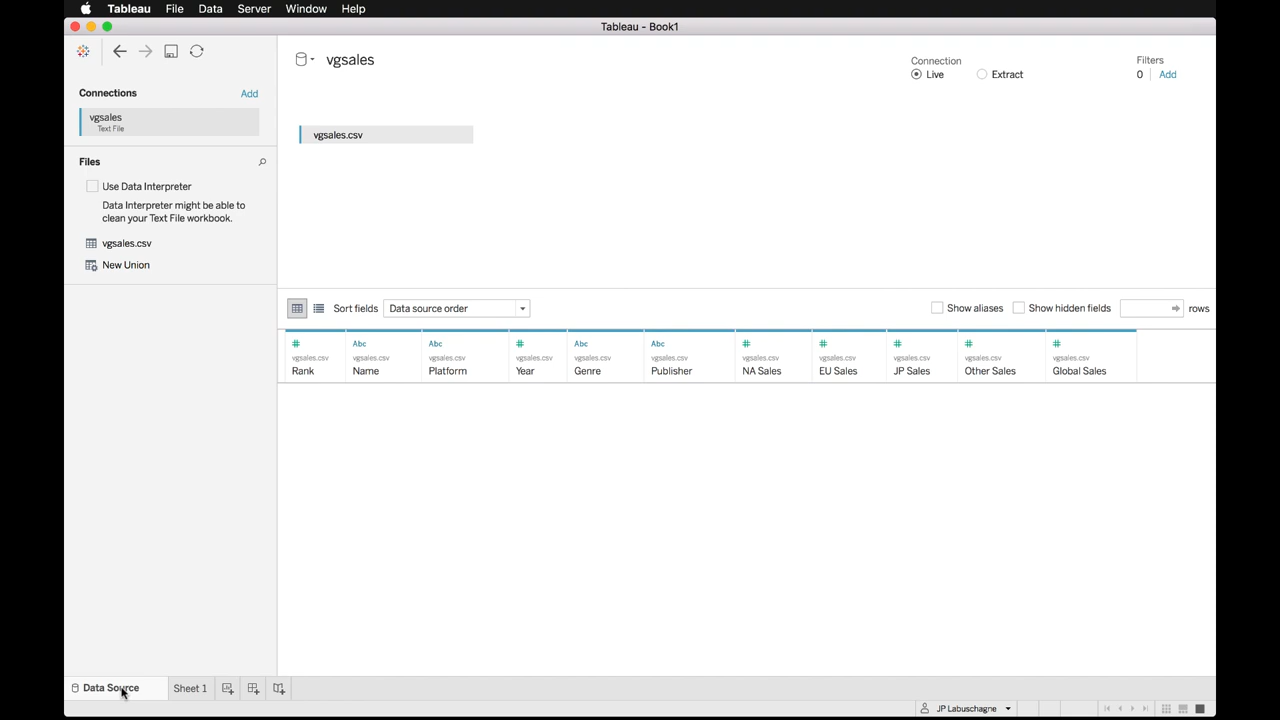 Tableau File Data Server Window Help
Tableau - Book1
Connections Add
vgsales
Text File
Files
Use Data Interpreter
Data Interpreter might be able to
clean your Text File workbook.
vgsales.csv
New Union
vgsales
Connection
Live Extract
Filters
0 Add
vgsales.csv
Sort fields Data source order Show aliases Show hidden fields rows
# Abc Abc # Abc Abc # # # # #
vgsales.csv vgsales.csv vgsales.csv vgsales.csv vgsales.csv vgsales.csv vgsales.csv vgsales.csv vgsales.csv vgsales.csv vgsales.csv
Rank Name Platform Year Genre Publisher NA Sales EU Sales JP Sales Other Sales Global Sales
Data Source Sheet 1
JP Labuschagne